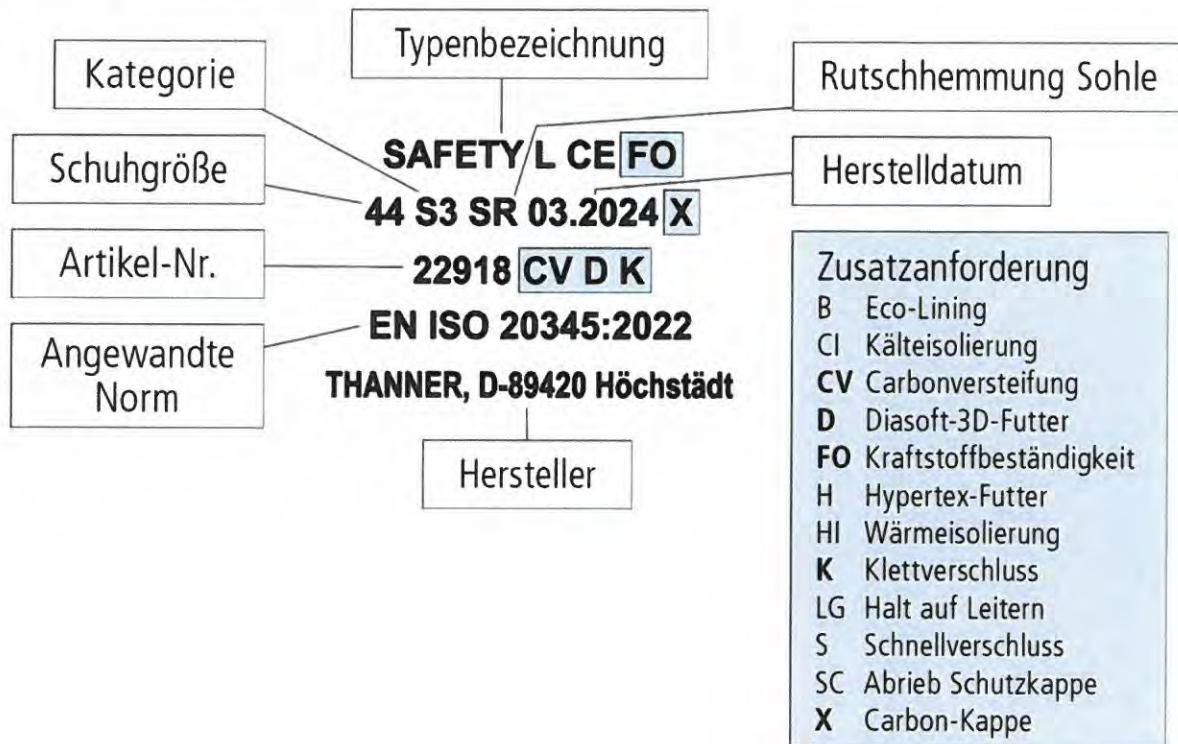 Typenbezeichnung
Kategorie
Rutschhemmung Sohle
SAFETY L CE FO
Schuhgröße
Herstelldatum
44 S3 SR 03.2024 X
Artikel-Nr.
22918 CV D K
Angewandte
Norm
EN ISO 20345:2022
THANNER, D-89420 Höchstädt
Hersteller
Zusatzanforderung
B Eco-Lining
CI Kälteisolierung
CV Carbonversteifung
D Diasoft-3D-Futter
FO Kraftstoffbeständigkeit
H Hypertex-Futter
HI Wärmeisolierung
K Klettverschluss
LG Halt auf Leitern
S Schnellverschluss
SC Abrieb Schutzkappe
X Carbon-Kappe